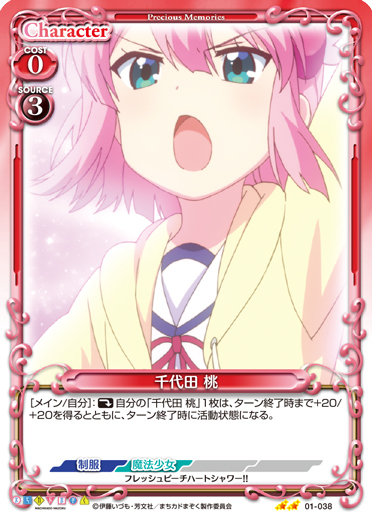 Precious Memories
Character
COST
0
SOURCE
3
千代田 桃
[メイン/自分]:自分の「千代田 桃」1枚は、ターン終了時まで+20/
+20を得るとともに、ターン終了時に活動状態になる。
制服
魔法少女
フレッシュピーチハートシャワー!!
©伊藤いづも・芳文社/まちカドまぞく製作委員会
01-038